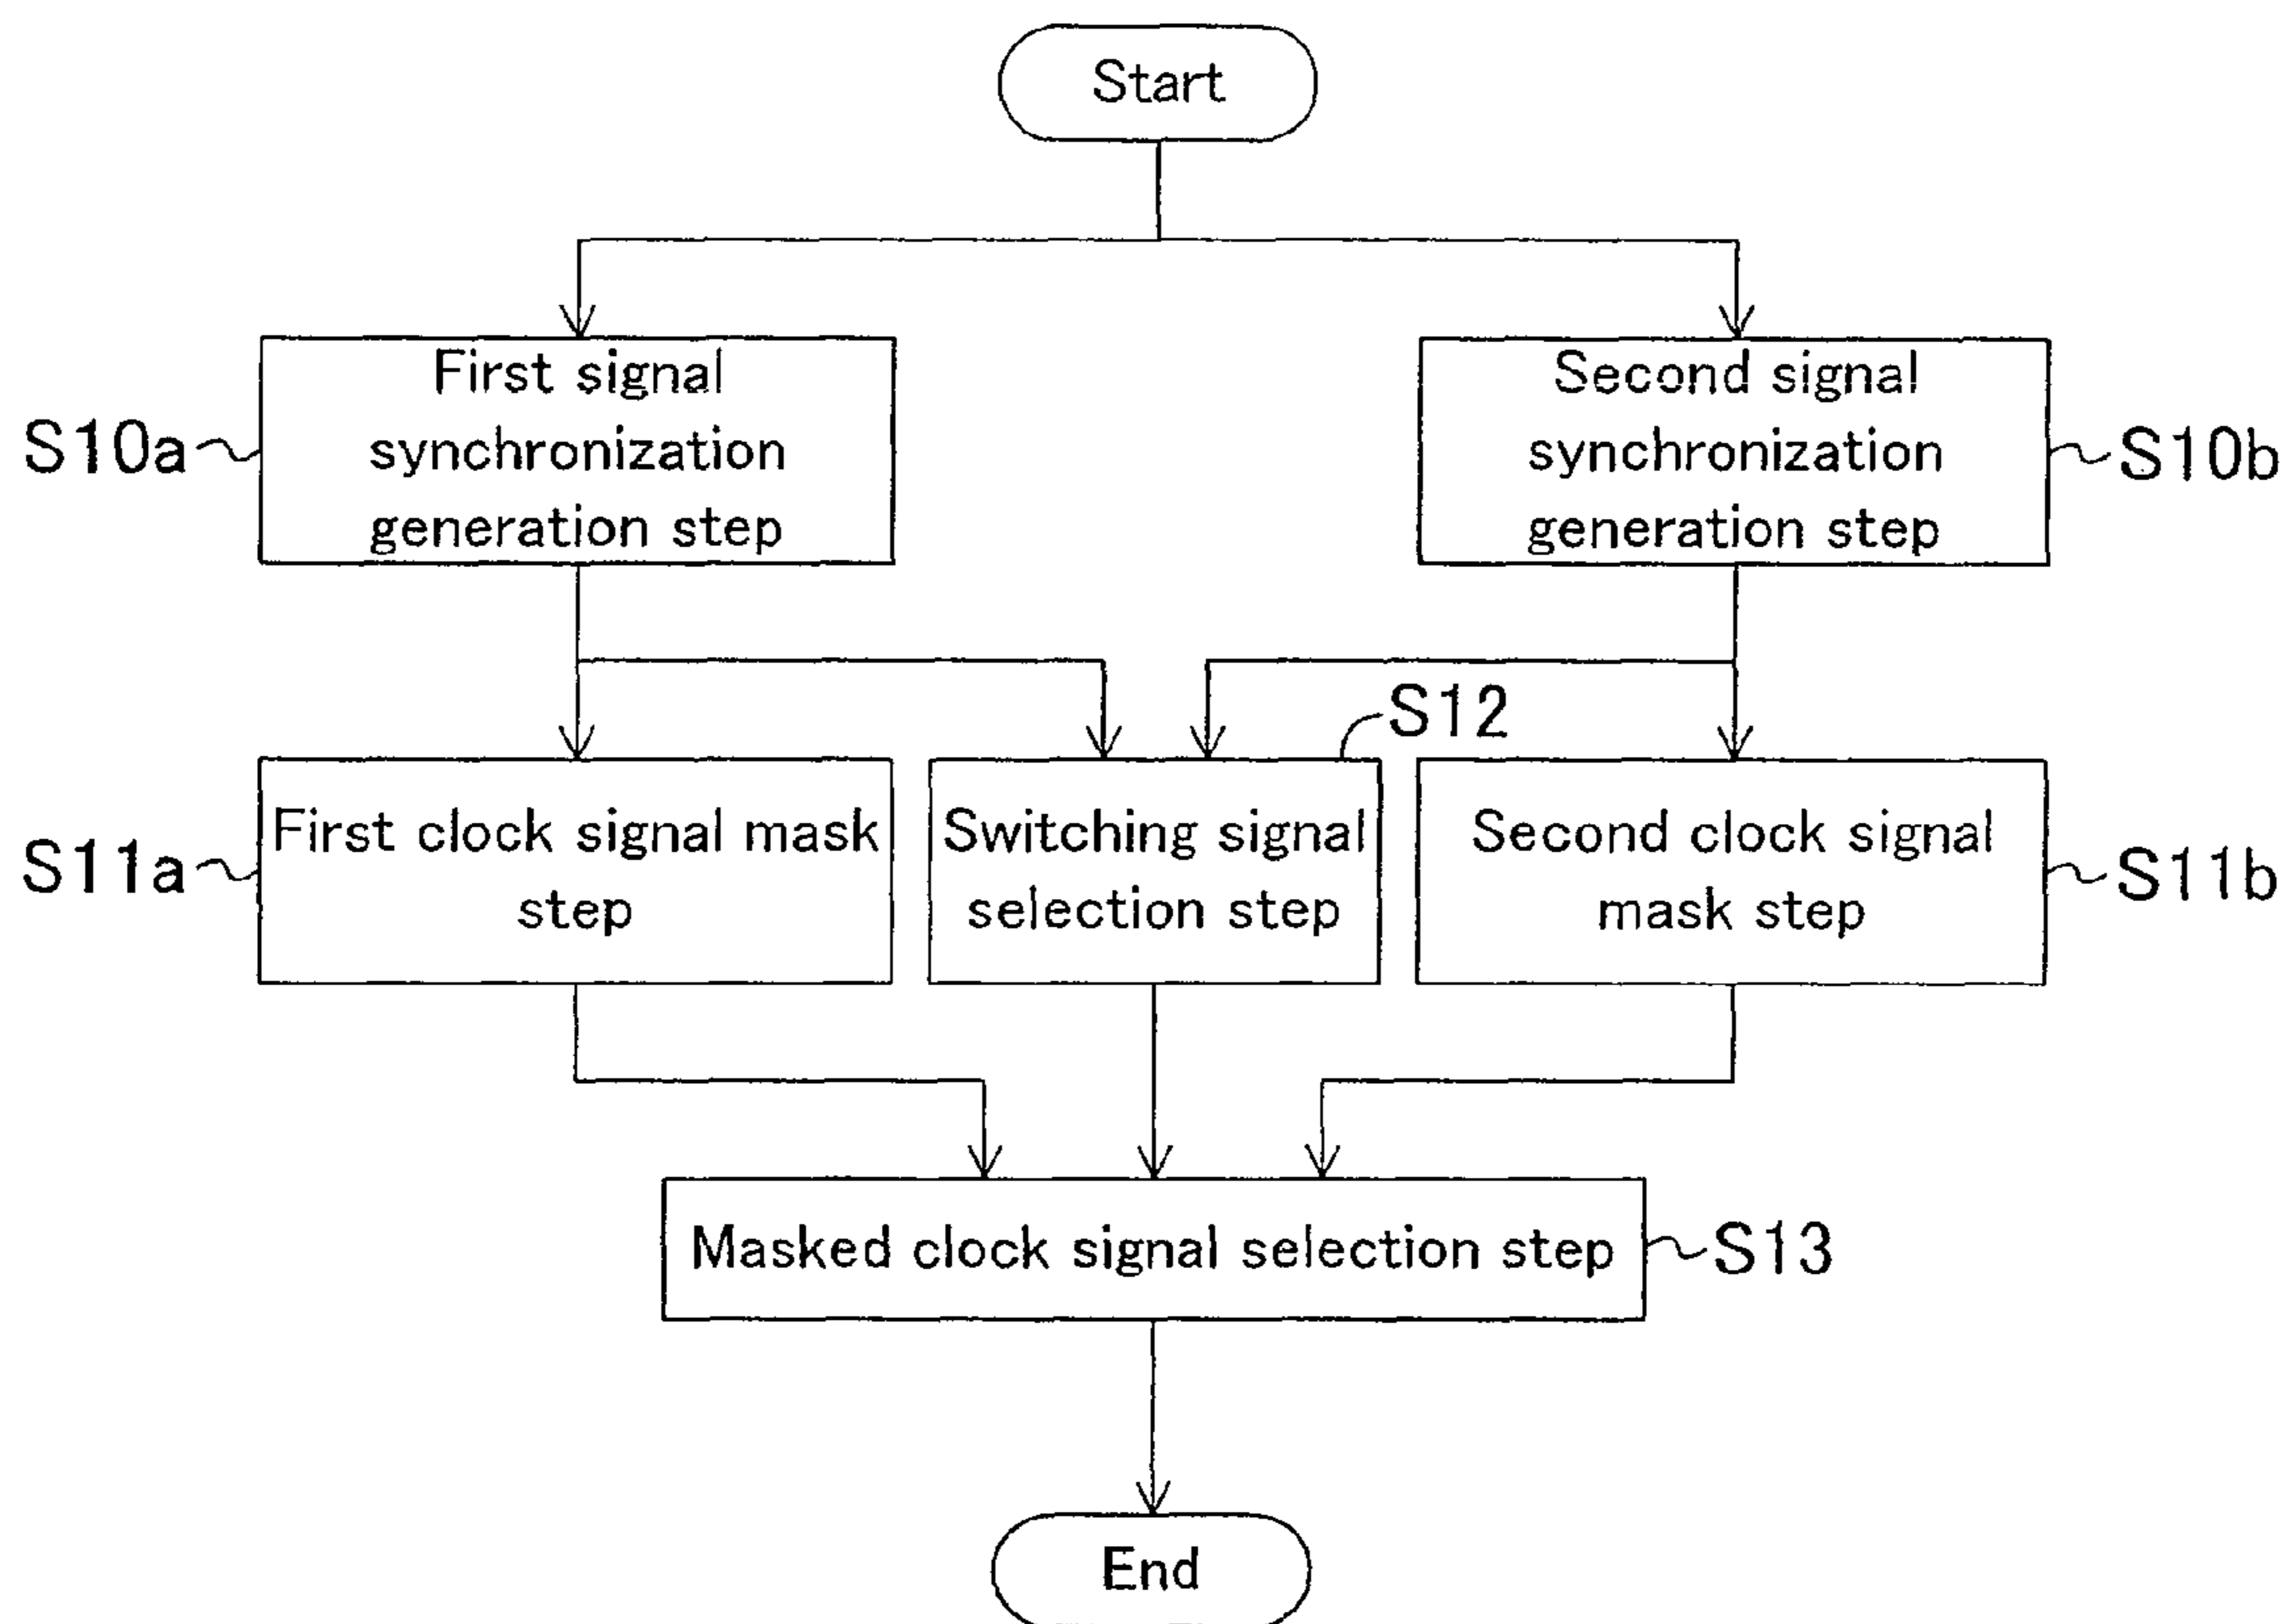 Start
First signal
synchronization
generation step
S10a
Second signal
synchronization
generation step
S10b
First clock signal mask
step
S11a
Switching signal
selection step
S12
Second clock signal
mask step
S11b
Masked clock signal selection step
S13
End